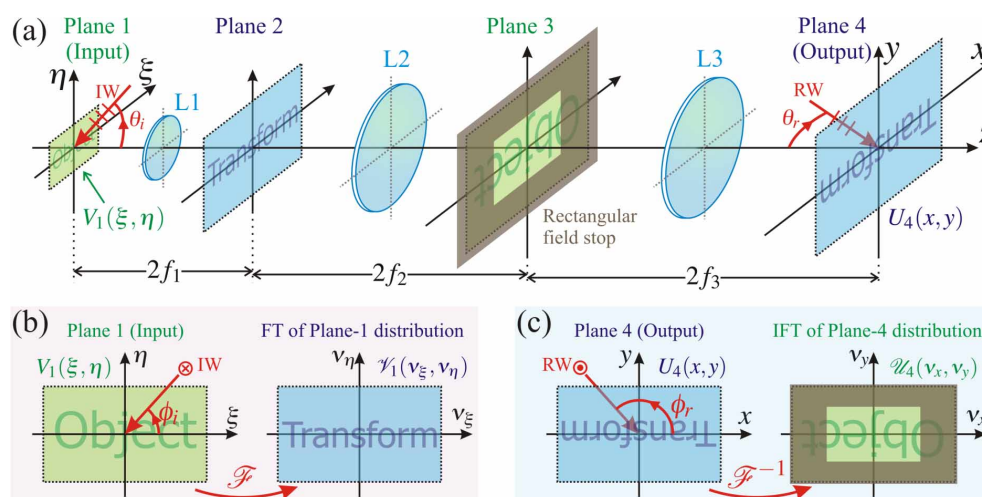 (a)
Plane 1
(Input)
Plane 2
Plane 3
Plane 4
(Output)
η
ξ
IW
θi
L1
L2
L3
y
x
RW
θr
Object
Transform
Object
Transform
V1(ξ, η)
Rectangular
field stop
U4(x, y)
2f1
2f2
2f3
(b)
Plane 1 (Input)
FT of Plane-1 distribution
V1(ξ, η)
η
IW
νη
𝒱1(νξ, νη)
Object
ϕi
ξ
Transform
νξ
ℱ
(c)
Plane 4 (Output)
IFT of Plane-4 distribution
RW
y
U4(x, y)
νy
𝒰4(νx, νy)
Transform
ϕr
x
Object
ℱ−1